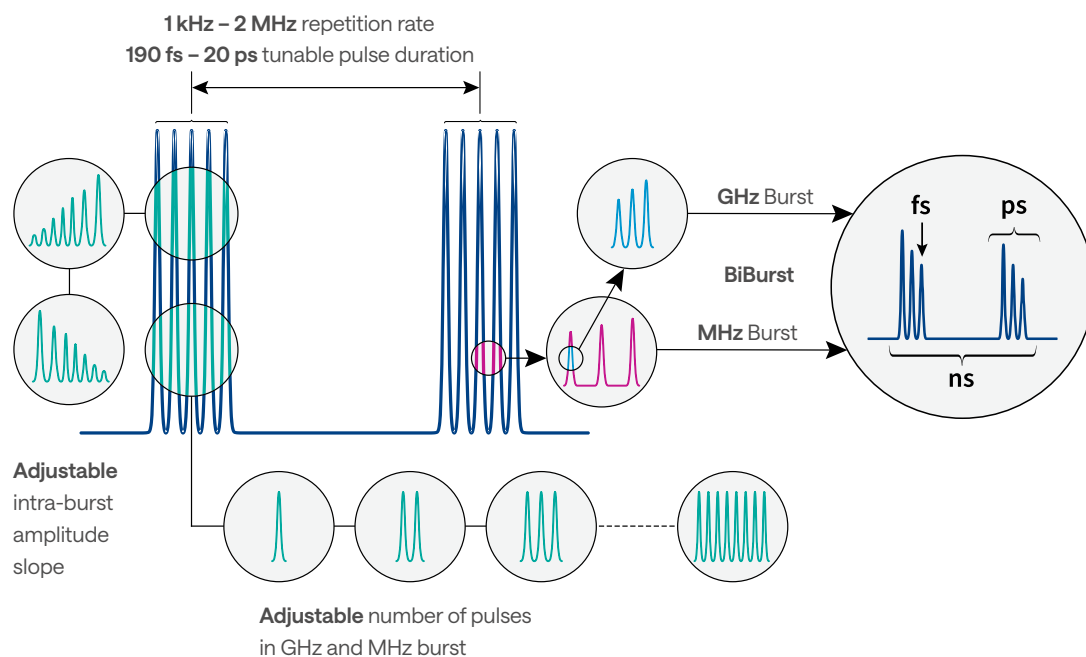 1 kHz – 2 MHz repetition rate
190 fs – 20 ps tunable pulse duration
GHz Burst
BiBurst
MHz Burst
fs
ps
ns
Adjustable
intra-burst
amplitude
slope
Adjustable number of pulses
in GHz and MHz burst